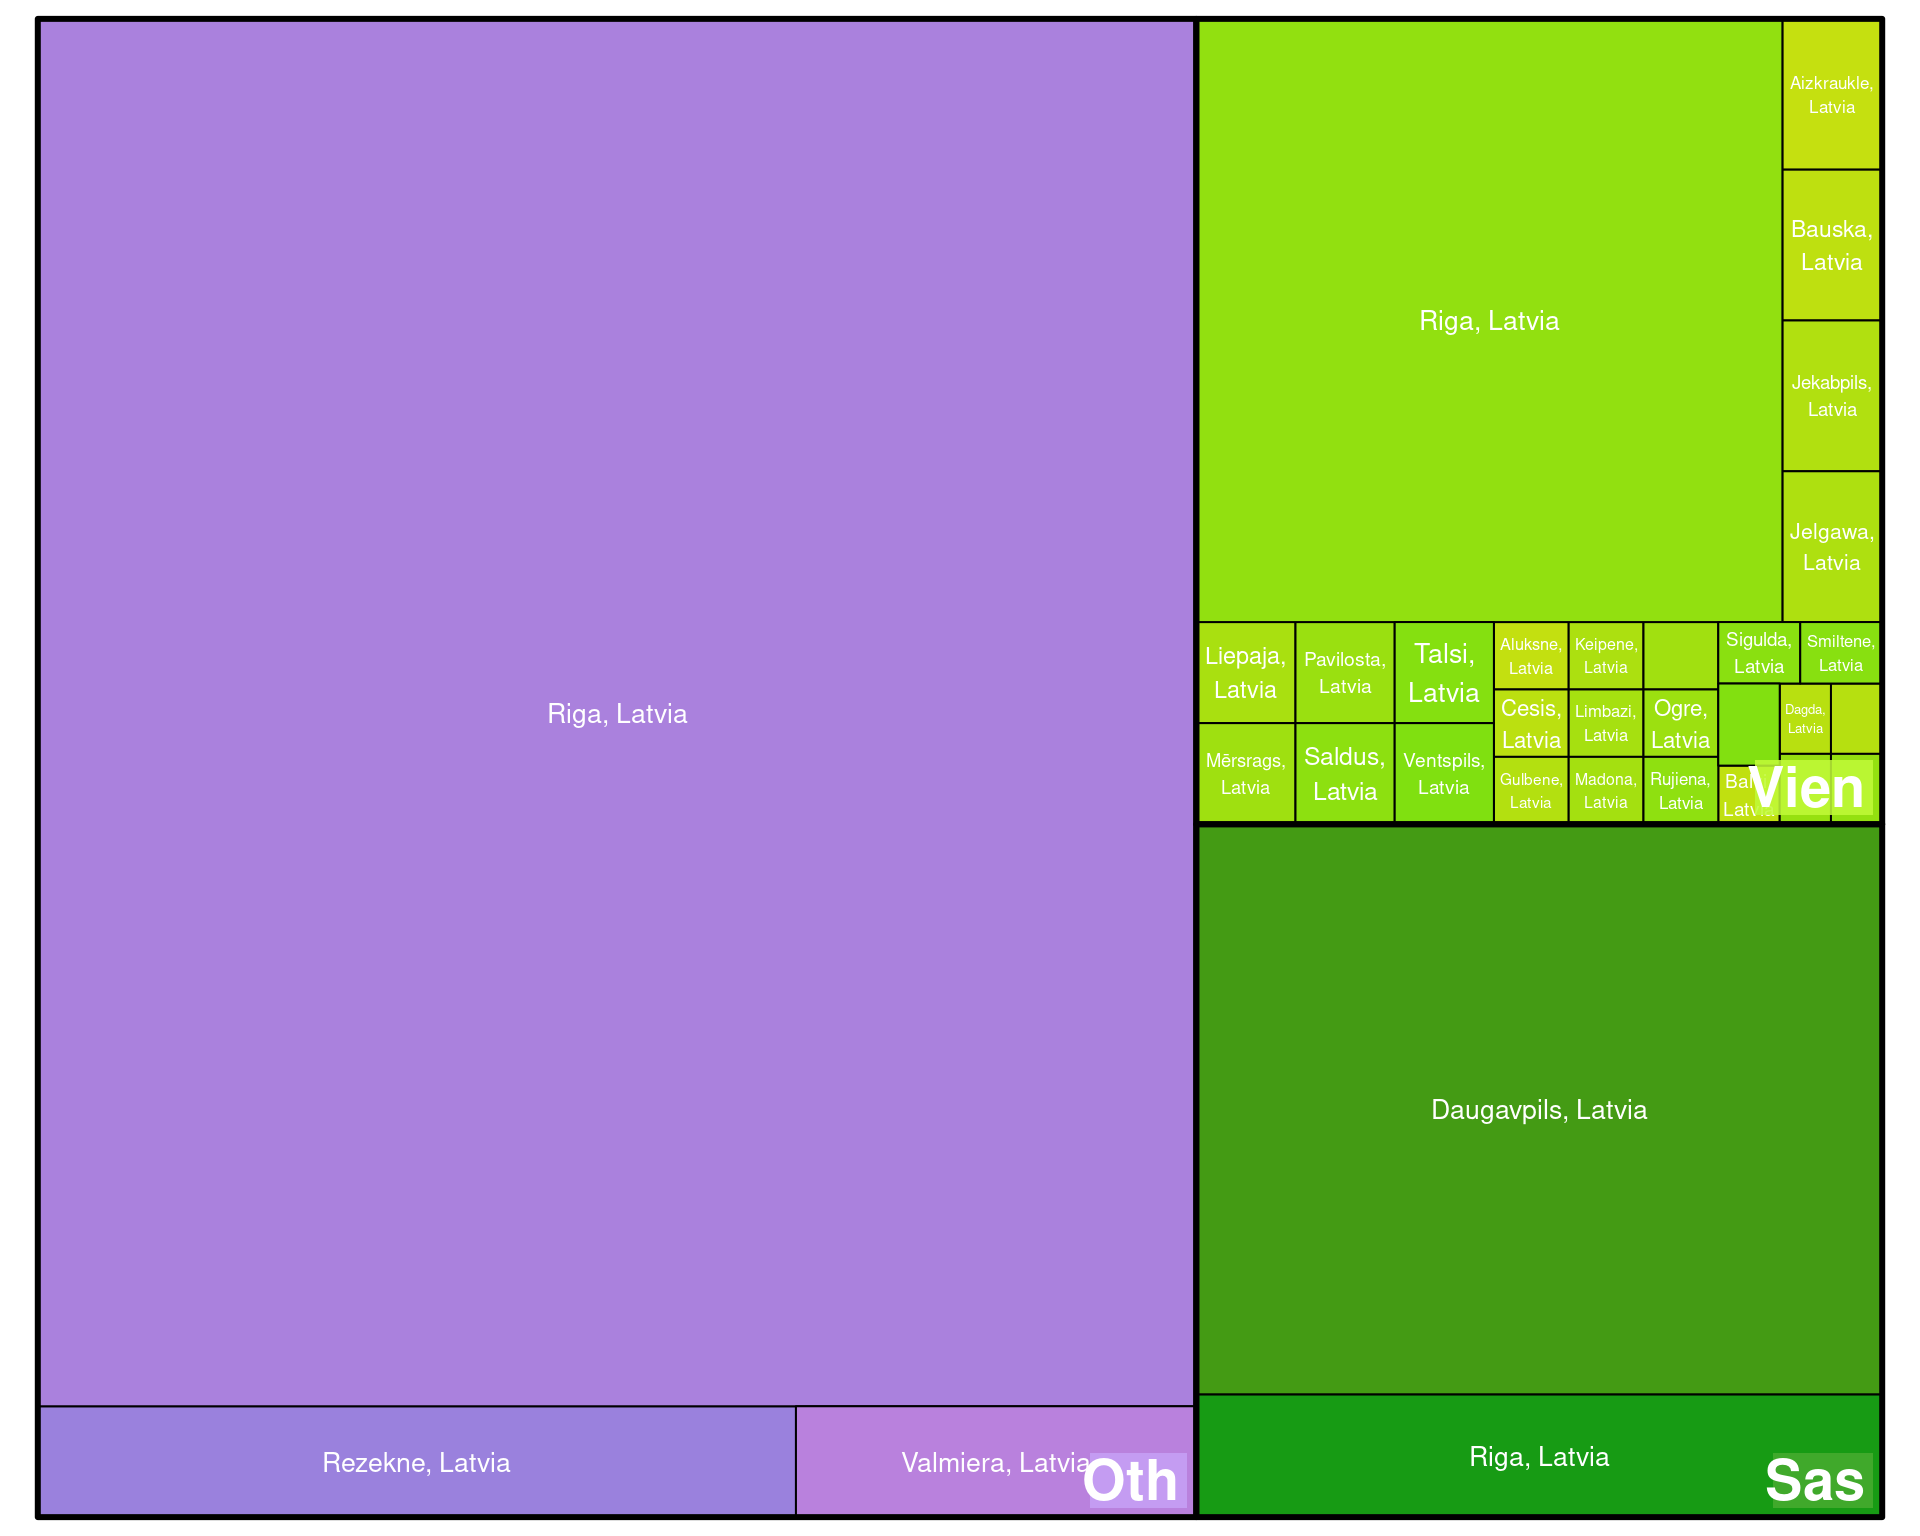 Riga, Latvia
Rezekne, Latvia
Valmiera, Latvia
Oth
Riga, Latvia
Aizkraukle,
Latvia
Bauska,
Latvia
Jekabpils,
Latvia
Jelgawa,
Latvia
Liepaja,
Latvia
Pavilosta,
Latvia
Talsi,
Latvia
Mērsrags,
Latvia
Saldus,
Latvia
Ventspils,
Latvia
Aluksne,
Latvia
Keipene,
Latvia
Cesis,
Latvia
Limbazi,
Latvia
Ogre,
Latvia
Gulbene,
Latvia
Madona,
Latvia
Rujiena,
Latvia
Sigulda,
Latvia
Smiltene,
Latvia
Dagda,
Latvia
Latvia
Vien
Daugavpils, Latvia
Riga, Latvia
Sas